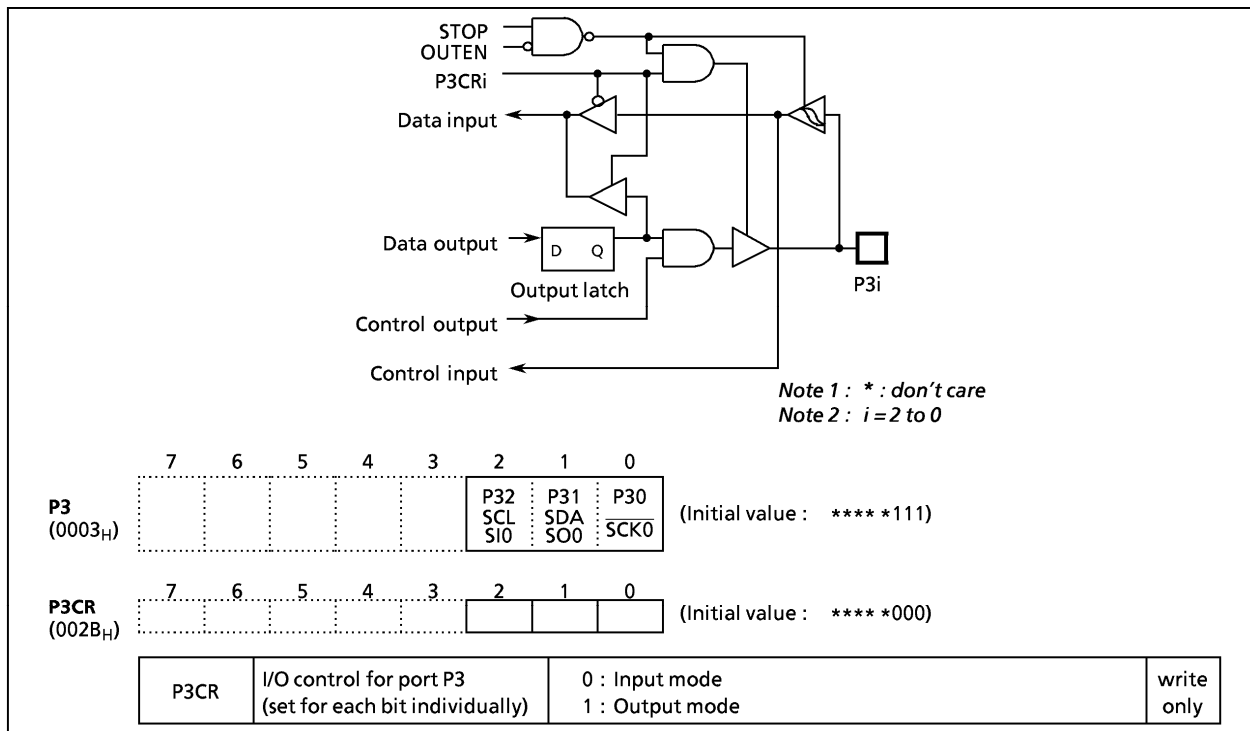 STOP
OUTEN
P3CRi
Data input
Data output
D Q
Output latch
P3i
Control output
Control input
Note 1 : * : don't care
Note 2 : i = 2 to 0
7 6 5 4 3 2 1 0
P3
(0003H)
P32 P31 P30
SCL SDA SCK0
SI0 SO0
(Initial value : **** *111)
7 6 5 4 3 2 1 0
P3CR
(002BH)
(Initial value : **** *000)
P3CR
I/O control for port P3
(set for each bit individually)
0 : Input mode
1 : Output mode
write
only